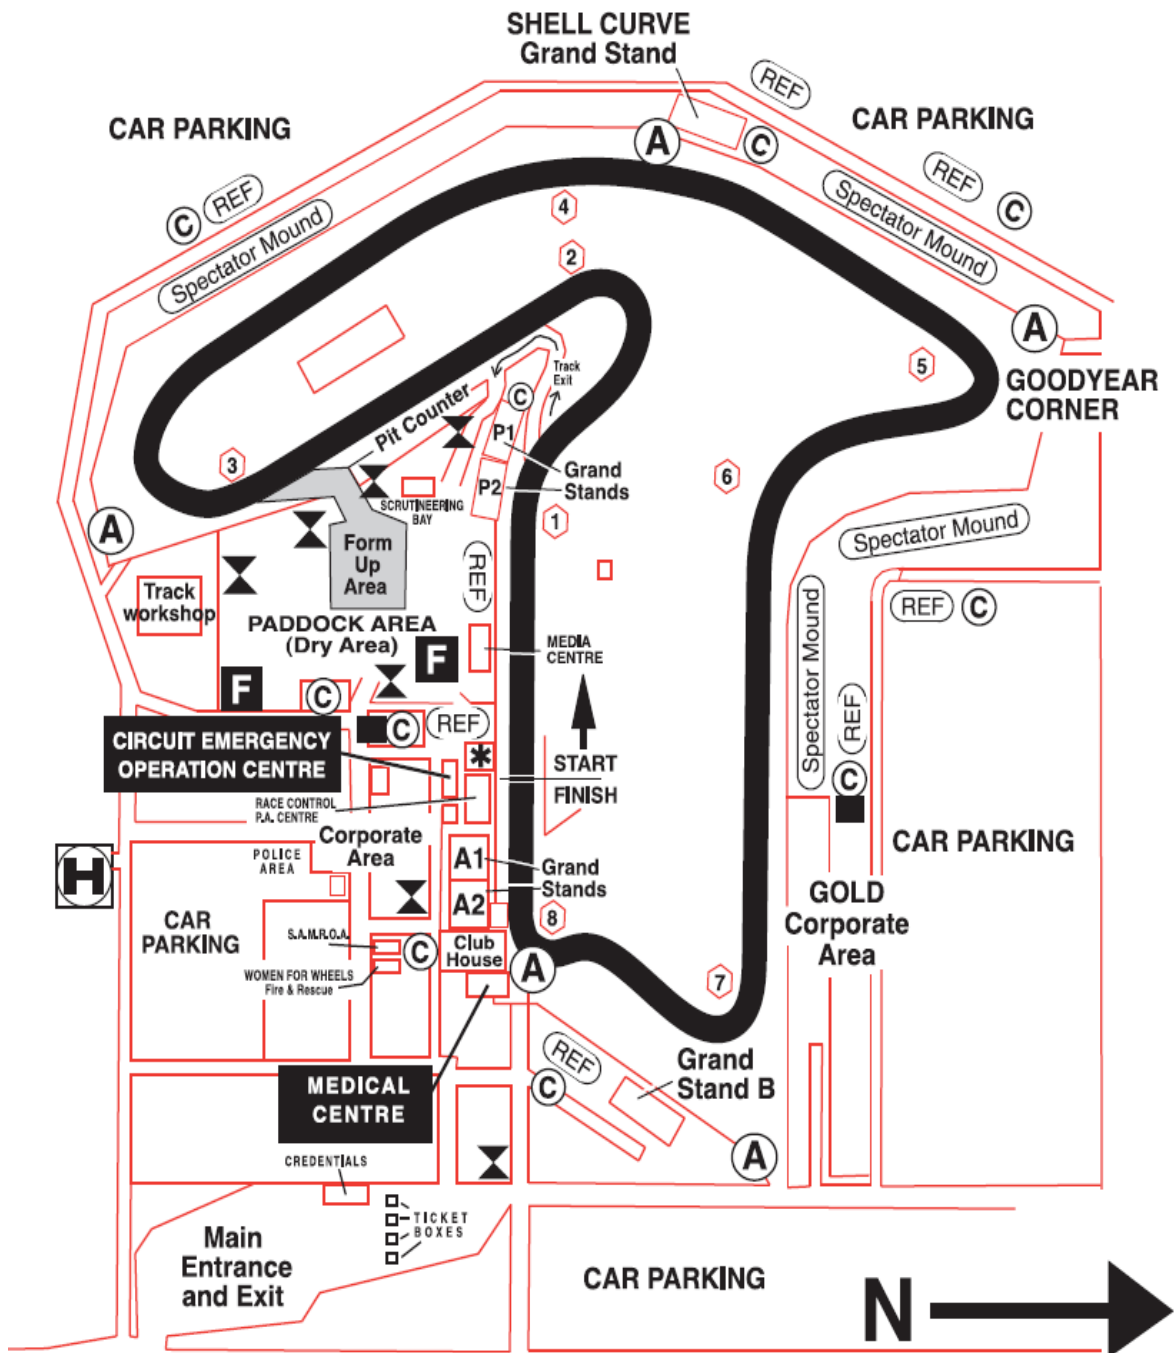 SHELL CURVE
Grand Stand
REF
CAR PARKING
CAR PARKING
A
C
REF
C
C
REF
Spectator Mound
Spectator Mound
4
2
A
5
GOODYEAR
CORNER
Track
Exit
Pit Counter
C
P1
Grand
Stands
P2
3
6
SCRUTINEERING
BAY
1
A
Spectator Mound
Form
Up
Area
REF
Track
workshop
REF
C
PADDOCK AREA
(Dry Area)
MEDIA
CENTRE
F
F
C
Spectator Mound
REF
C
REF
CIRCUIT EMERGENCY
OPERATION CENTRE
*
START
FINISH
C
RACE CONTROL
P.A. CENTRE
Corporate
Area
CAR PARKING
POLICE
AREA
A1
A2
Grand
Stands
H
GOLD
Corporate
Area
CAR
PARKING
S.A.M.R.O.A.
C
Club
House
8
A
WOMEN FOR WHEELS
Fire & Rescue
7
REF
C
Grand
Stand B
MEDICAL
CENTRE
A
CREDENTIALS
TICKET
BOXES
Main
Entrance
and Exit
CAR PARKING
N